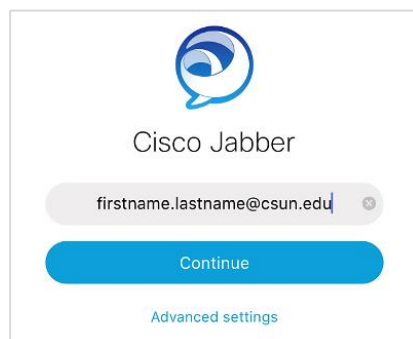 Cisco Jabber
firstname.lastname@csun.edu
Continue
Advanced settings